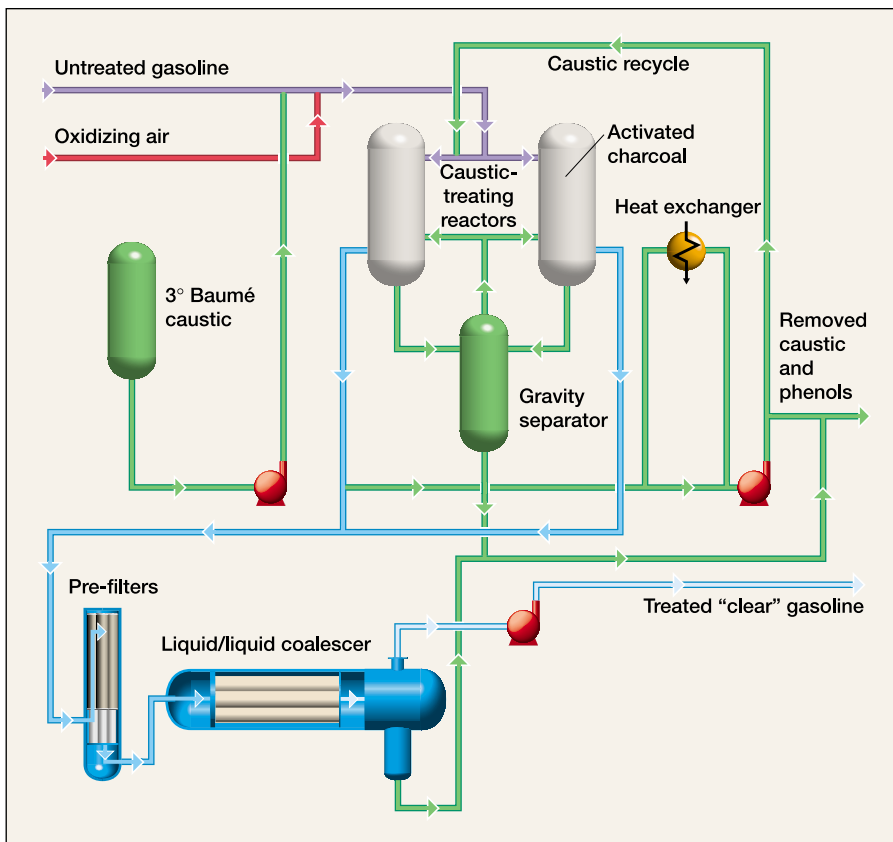 Untreated gasoline
Caustic recycle
Oxidizing air
Activated
charcoal
Caustic-
treating
reactors
Heat exchanger
3° Baumé
caustic
Removed
caustic
and
phenols
Gravity
separator
Pre-filters
Treated “clear” gasoline
Liquid/liquid coalescer